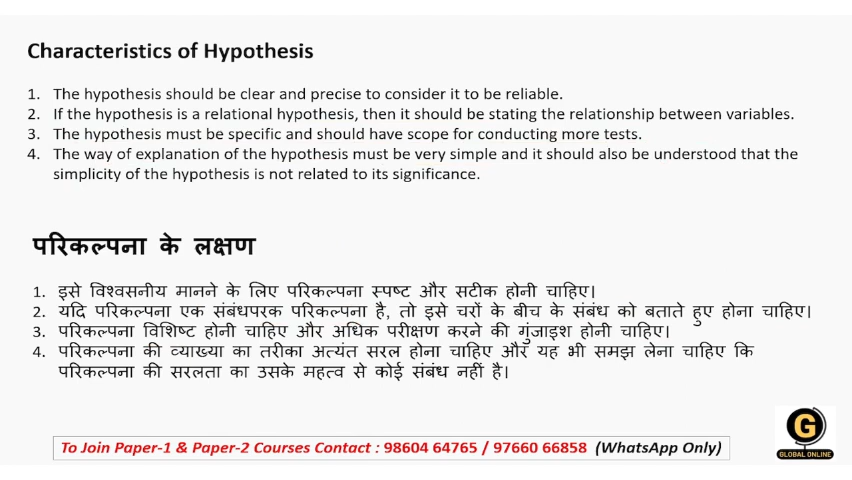 Characteristics of Hypothesis
1. The hypothesis should be clear and precise to consider it to be reliable.
2. If the hypothesis is a relational hypothesis, then it should be stating the relationship between variables.
3. The hypothesis must be specific and should have scope for conducting more tests.
4. The way of explanation of the hypothesis must be very simple and it should also be understood that the
simplicity of the hypothesis is not related to its significance.
परिकल्पना के लक्षण
1. इसे विश्वसनीय मानने के लिए परिकल्पना स्पष्ट और सटीक होनी चाहिए।
2. यदि परिकल्पना एक संबंधपरक परिकल्पना है, तो इसे चरों के बीच के संबंध को बताते हुए होना चाहिए।
3. परिकल्पना विशिष्ट होनी चाहिए और अधिक परीक्षण करने की गुंजाइश होनी चाहिए।
4. परिकल्पना की व्याख्या का तरीका अत्यंत सरल होना चाहिए और यह भी समझ लेना चाहिए कि
परिकल्पना की सरलता का उसके महत्व से कोई संबंध नहीं है।
To Join Paper-1 & Paper-2 Courses Contact : 98604 64765 / 97660 66858 (WhatsApp Only)
G
GLOBAL ONLINE